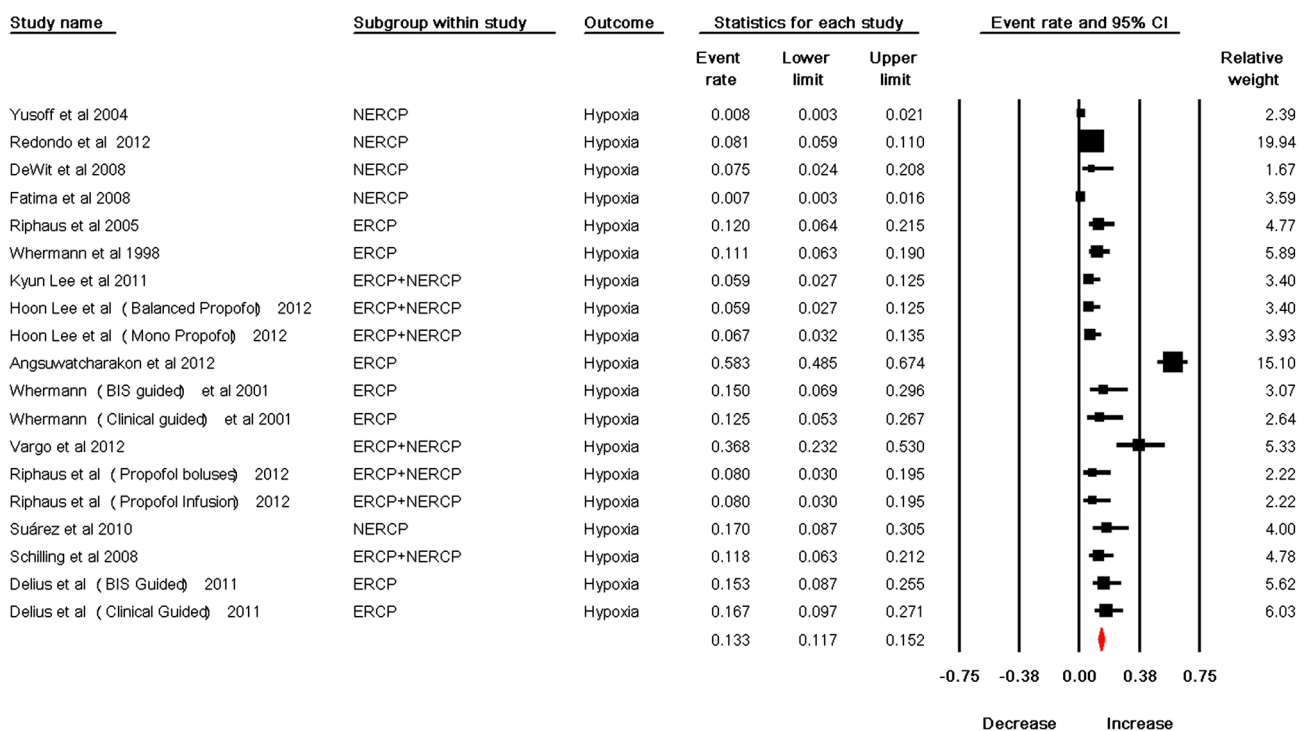 Study name Subgroup within study Outcome Statistics for each study Event rate and 95% CI
Event Lower Upper Relative
rate limit limit weight
Yusoff et al 2004 NERCP Hypoxia 0.008 0.003 0.021 2.39
Redondo et al 2012 NERCP Hypoxia 0.081 0.059 0.110 19.94
DeWit et al 2008 NERCP Hypoxia 0.075 0.024 0.208 1.67
Fatima et al 2008 NERCP Hypoxia 0.007 0.003 0.016 3.59
Riphaus et al 2005 ERCP Hypoxia 0.120 0.064 0.215 4.77
Whermann et al 1998 ERCP Hypoxia 0.111 0.063 0.190 5.89
Kyun Lee et al 2011 ERCP+NERCP Hypoxia 0.059 0.027 0.125 3.40
Hoon Lee et al (Balanced Propofol) 2012 ERCP+NERCP Hypoxia 0.059 0.027 0.125 3.40
Hoon Lee et al (Mono Propofol) 2012 ERCP+NERCP Hypoxia 0.067 0.032 0.135 3.93
Angsuwatcharakon et al 2012 ERCP Hypoxia 0.583 0.485 0.674 15.10
Whermann (BIS guided) et al 2001 ERCP Hypoxia 0.150 0.069 0.296 3.07
Whermann (Clinical guided) et al 2001 ERCP Hypoxia 0.125 0.053 0.267 2.64
Vargo et al 2012 ERCP+NERCP Hypoxia 0.368 0.232 0.530 5.33
Riphaus et al (Propofol boluses) 2012 ERCP+NERCP Hypoxia 0.080 0.030 0.195 2.22
Riphaus et al (Propofol Infusion) 2012 ERCP+NERCP Hypoxia 0.080 0.030 0.195 2.22
Suárez et al 2010 NERCP Hypoxia 0.170 0.087 0.305 4.00
Schilling et al 2008 ERCP+NERCP Hypoxia 0.118 0.063 0.212 4.78
Delius et al (BIS Guided) 2011 ERCP Hypoxia 0.153 0.087 0.255 5.62
Delius et al (Clinical Guided) 2011 ERCP Hypoxia 0.167 0.097 0.271 6.03
0.133 0.117 0.152
-0.75 -0.38 0.00 0.38 0.75
Decrease Increase